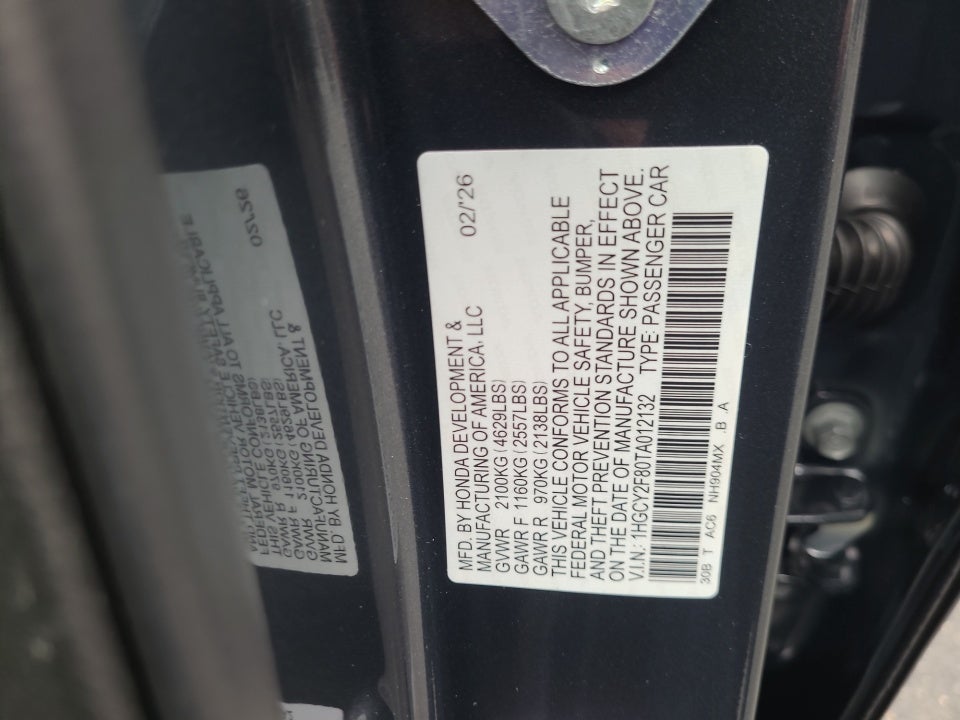 MFD. BY HONDA DEVELOPMENT &
MANUFACTURING OF AMERICA, LLC 02/'26
GVWR 2100KG (4629LBS)
GAWR F 1160KG (2557LBS)
GAWR R 970KG (2138LBS)
THIS VEHICLE CONFORMS TO ALL APPLICABLE
FEDERAL MOTOR VEHICLE SAFETY, BUMPER,
AND THEFT PREVENTION STANDARDS IN EFFECT
ON THE DATE OF MANUFACTURE SHOWN ABOVE.
V.I.N.: 1HGCY2F80TA012132 TYPE: PASSENGER CAR
30B T AC6 NH904MX .B .A